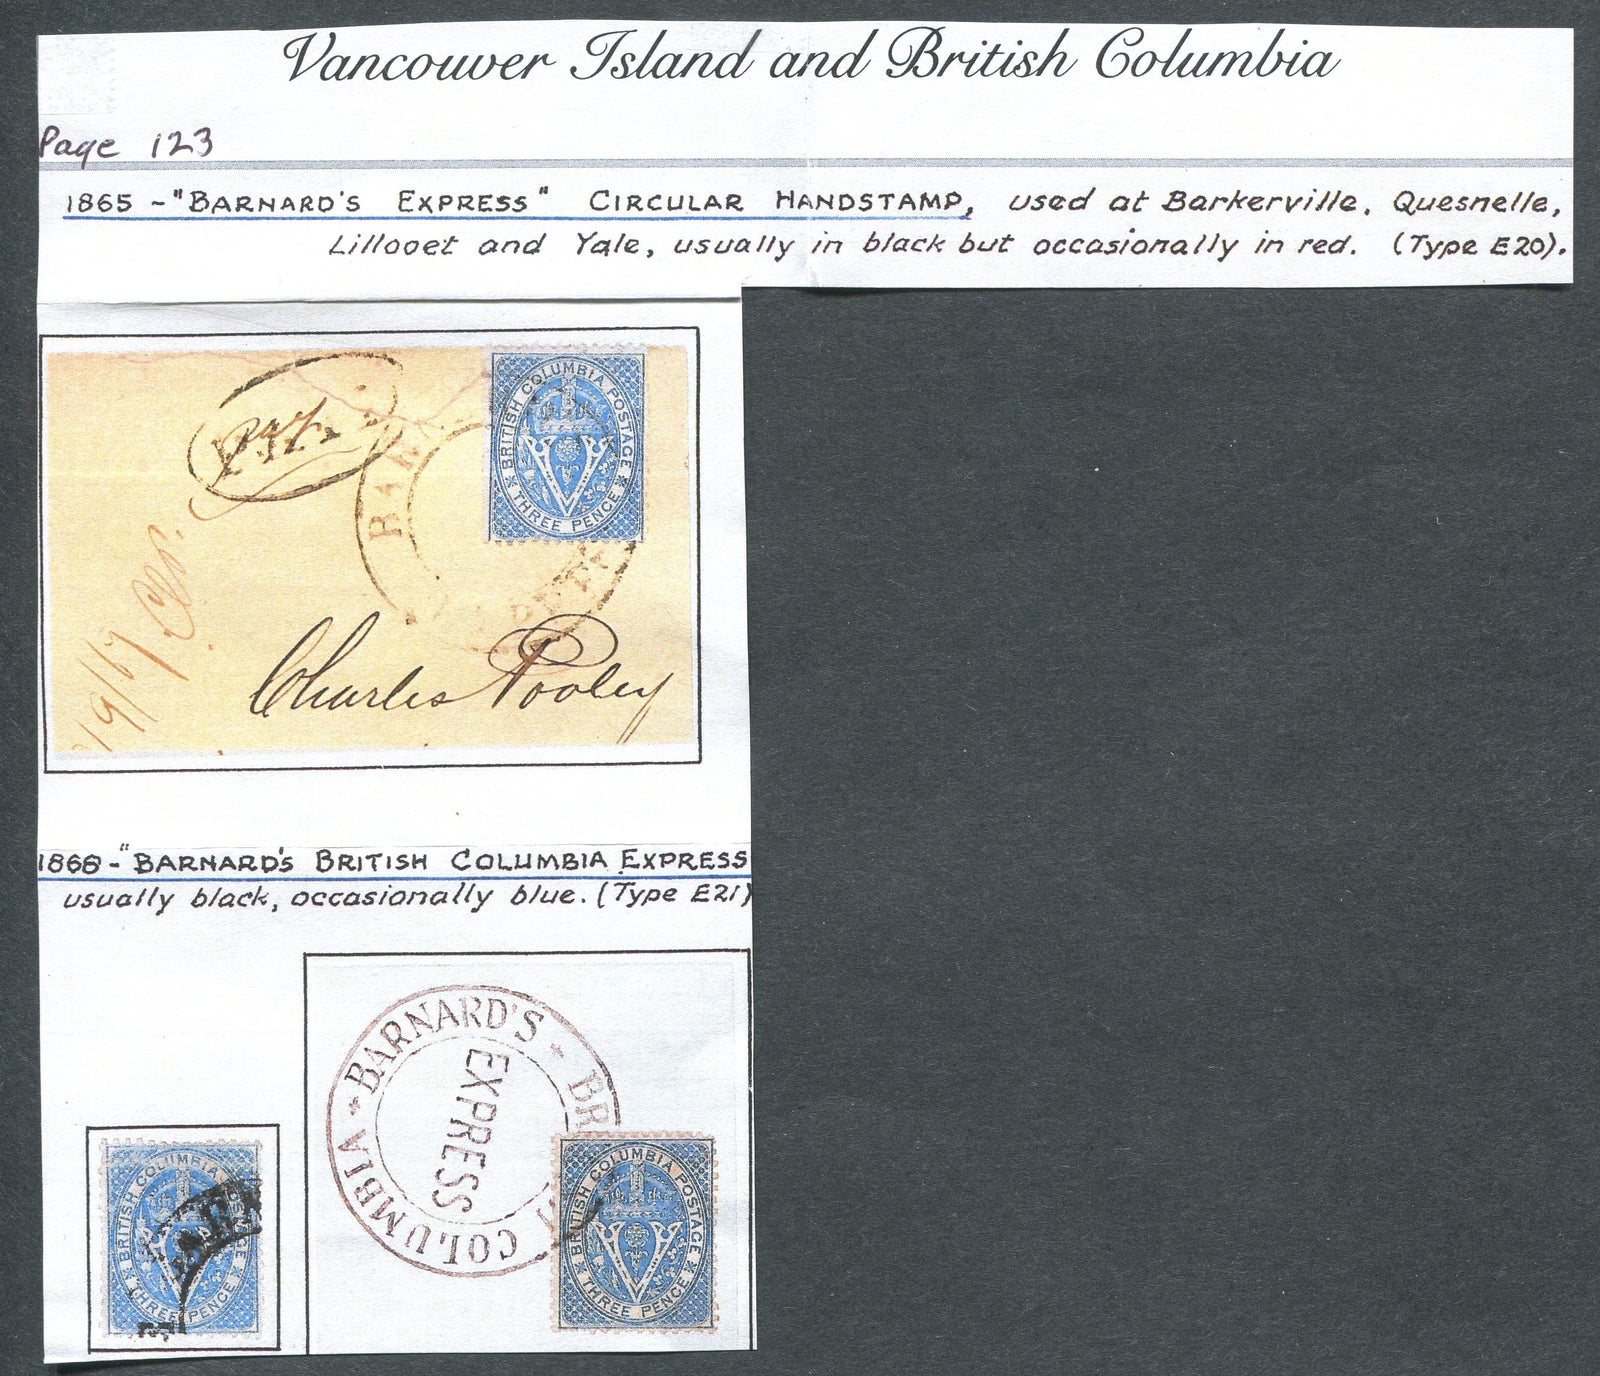 Vancouver Island and British Columbia
Page 123
1865 - "BARNARD'S EXPRESS" CIRCULAR HANDSTAMP, used at Barkerville, Quesnelle,
Lillooet and Yale, usually in black but occasionally in red. (Type E20).
BRITISH COLUMBIA POSTAGE
THREE PENCE
BAR
Charles Pooley
1868 - "BARNARD'S BRITISH COLUMBIA EXPRESS
usually black, occasionally blue. (Type E21)
BARNARD'S BR
COLUMBIA
EXPRESS
BRITISH COLUMBIA POSTAGE
THREE PENCE
BRITISH COLUMBIA POSTAGE
THREE PENCE